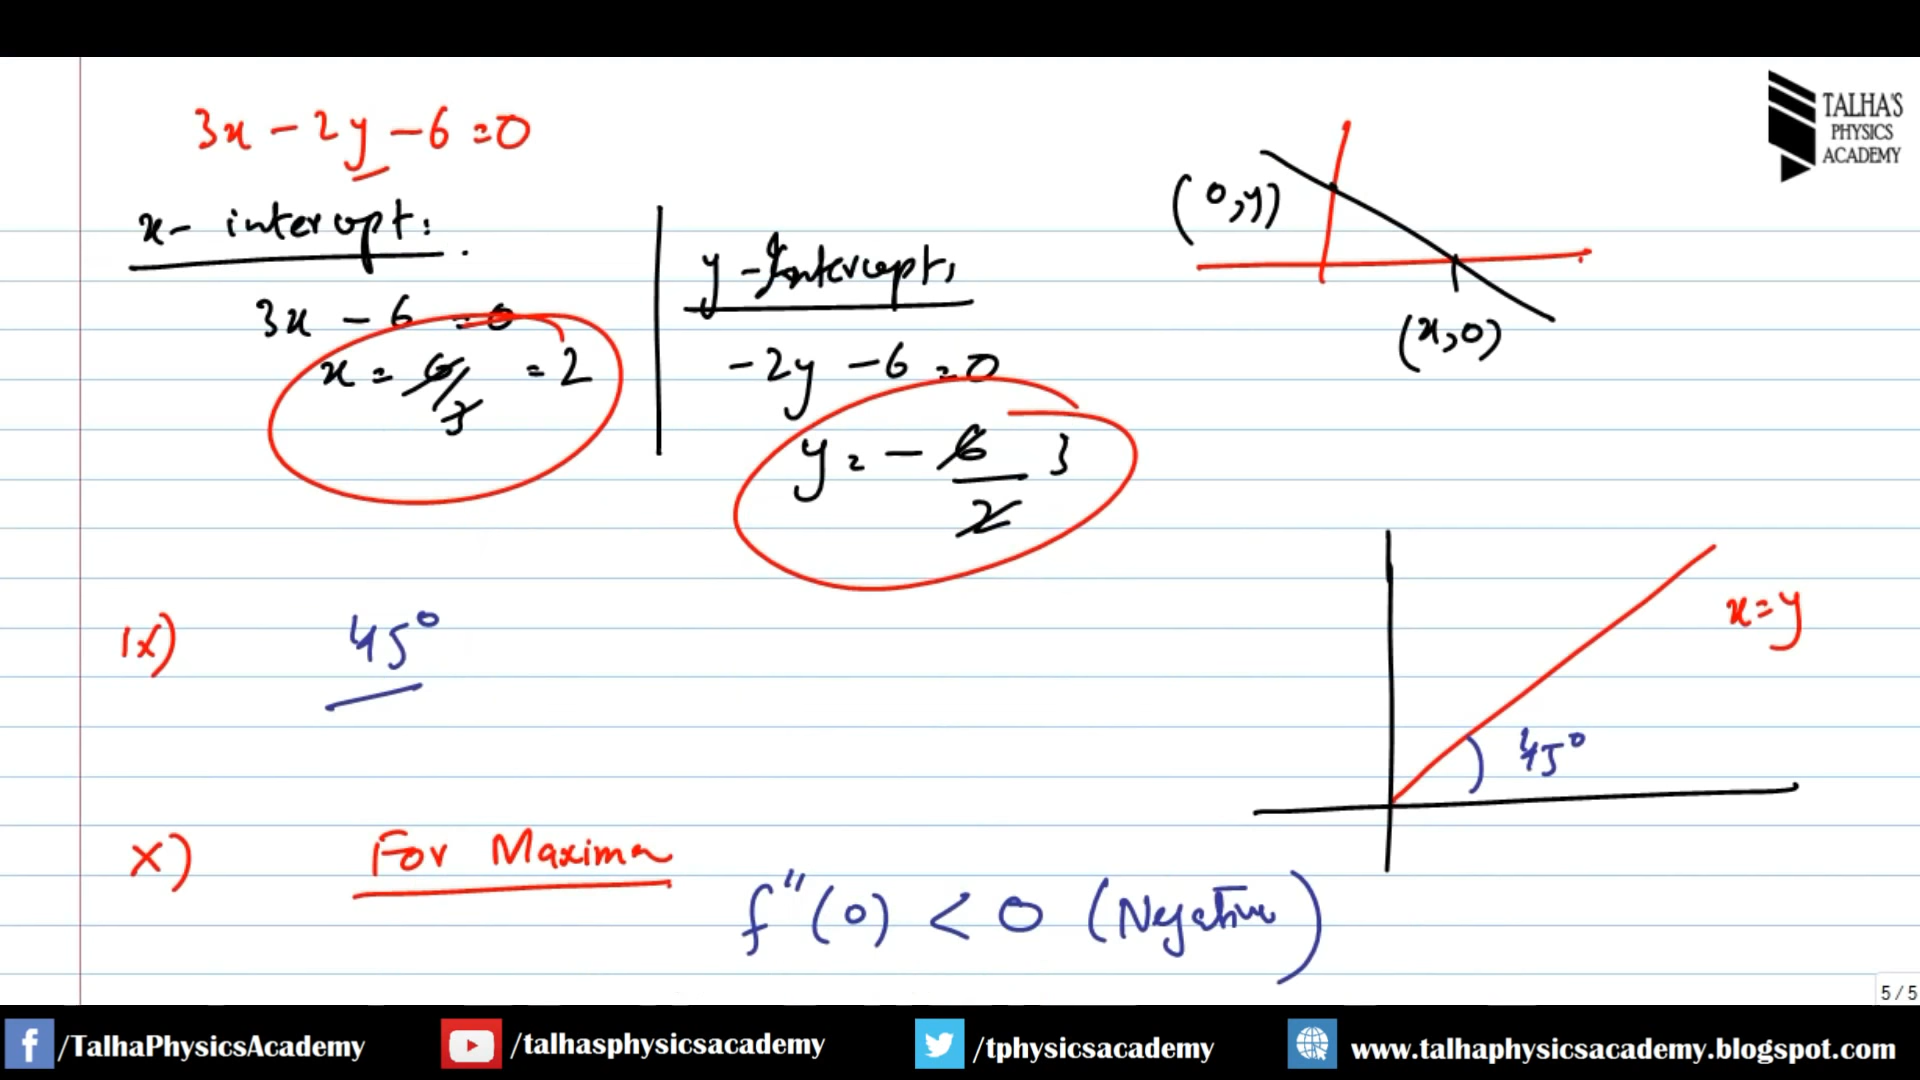 3x - 2y - 6 = 0
x - intercept:
3x - 6 = 0
x = 6/3 = 2
y - Intercept,
-2y - 6 = 0
y = - 6/2 3
(0,y)
(x,0)
TALHA'S
PHYSICS
ACADEMY
ix) 45°
x=y
45°
x) For Maxima
f''(0) < 0 (Negative)
5 / 5
/TalhaPhysicsAcademy
/talhasphysicsacademy
/tphysicsacademy
www.talhaphysicsacademy.blogspot.com